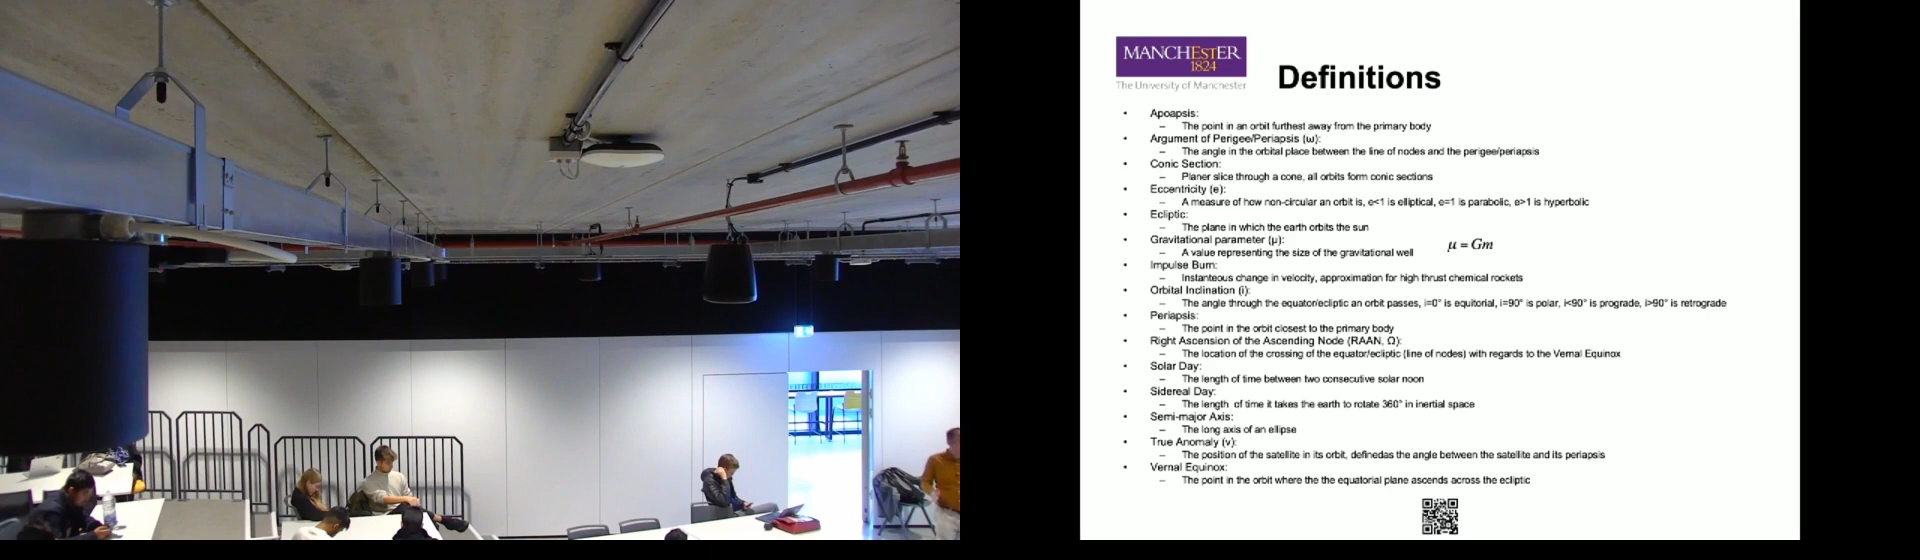 MANCHESTER
1824
The University of Manchester
Definitions
• Apoapsis:
– The point in an orbit furthest away from the primary body
• Argument of Perigee/Periapsis (ω):
– The angle in the orbital place between the line of nodes and the perigee/periapsis
• Conic Section:
– Planer slice through a cone, all orbits form conic sections
• Eccentricity (e):
– A measure of how non-circular an orbit is, e<1 is elliptical, e=1 is parabolic, e>1 is hyperbolic
• Ecliptic:
– The plane in which the earth orbits the sun
• Gravitational parameter (μ):
– A value representing the size of the gravitational well
μ = Gm
• Impulse Burn:
– Instanteous change in velocity, approximation for high thrust chemical rockets
• Orbital Inclination (i):
– The angle through the equator/ecliptic an orbit passes, i=0° is equitorial, i=90° is polar, i<90° is prograde, i>90° is retrograde
• Periapsis:
– The point in the orbit closest to the primary body
• Right Ascension of the Ascending Node (RAAN, Ω):
– The location of the crossing of the equator/ecliptic (line of nodes) with regards to the Vernal Equinox
• Solar Day:
– The length of time between two consecutive solar noon
• Sidereal Day:
– The length of time it takes the earth to rotate 360° in inertial space
• Semi-major Axis:
– The long axis of an ellipse
• True Anomaly (ν):
– The position of the satellite in its orbit, definedas the angle between the satellite and its periapsis
• Vernal Equinox:
– The point in the orbit where the the equatorial plane ascends across the ecliptic